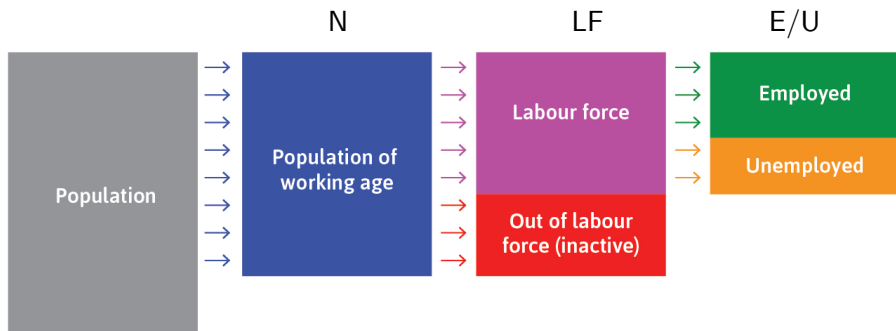 N
LF
E/U
Population
Population of
working age
Labour force
Out of labour
force (inactive)
Employed
Unemployed